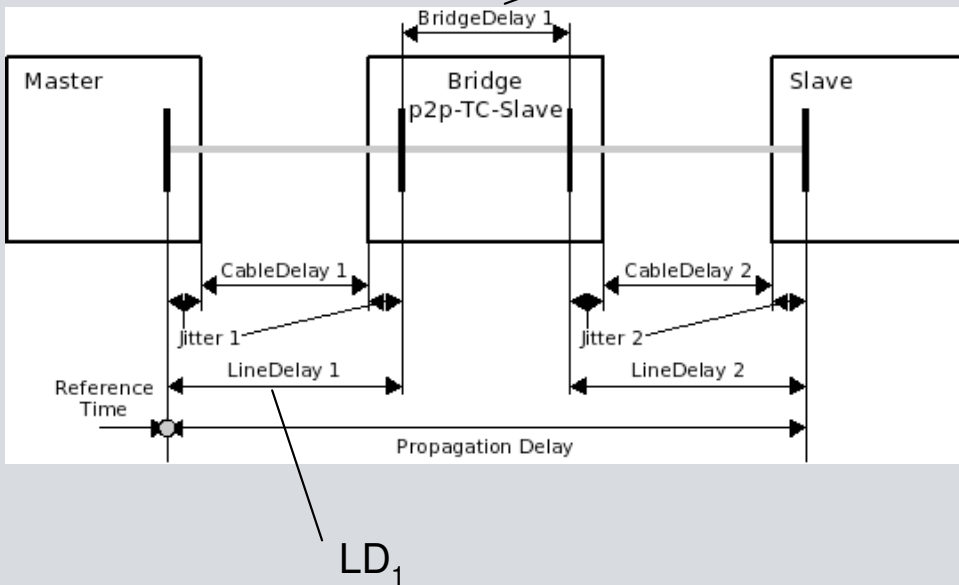 BridgeDelay 1
Master
Bridge
p2p-TC-Slave
Slave
CableDelay 1
CableDelay 2
Jitter 1
Jitter 2
LineDelay 1
LineDelay 2
Reference
Time
Propagation Delay
LD1